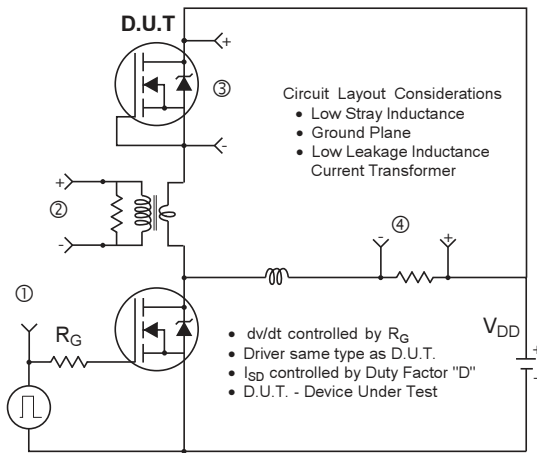 D.U.T
+
③
-
Circuit Layout Considerations
• Low Stray Inductance
• Ground Plane
• Low Leakage Inductance
Current Transformer
+
②
-
④
-
+
①
R_G
V_DD
+
-
• dv/dt controlled by R_G
• Driver same type as D.U.T.
• I_SD controlled by Duty Factor "D"
• D.U.T. - Device Under Test